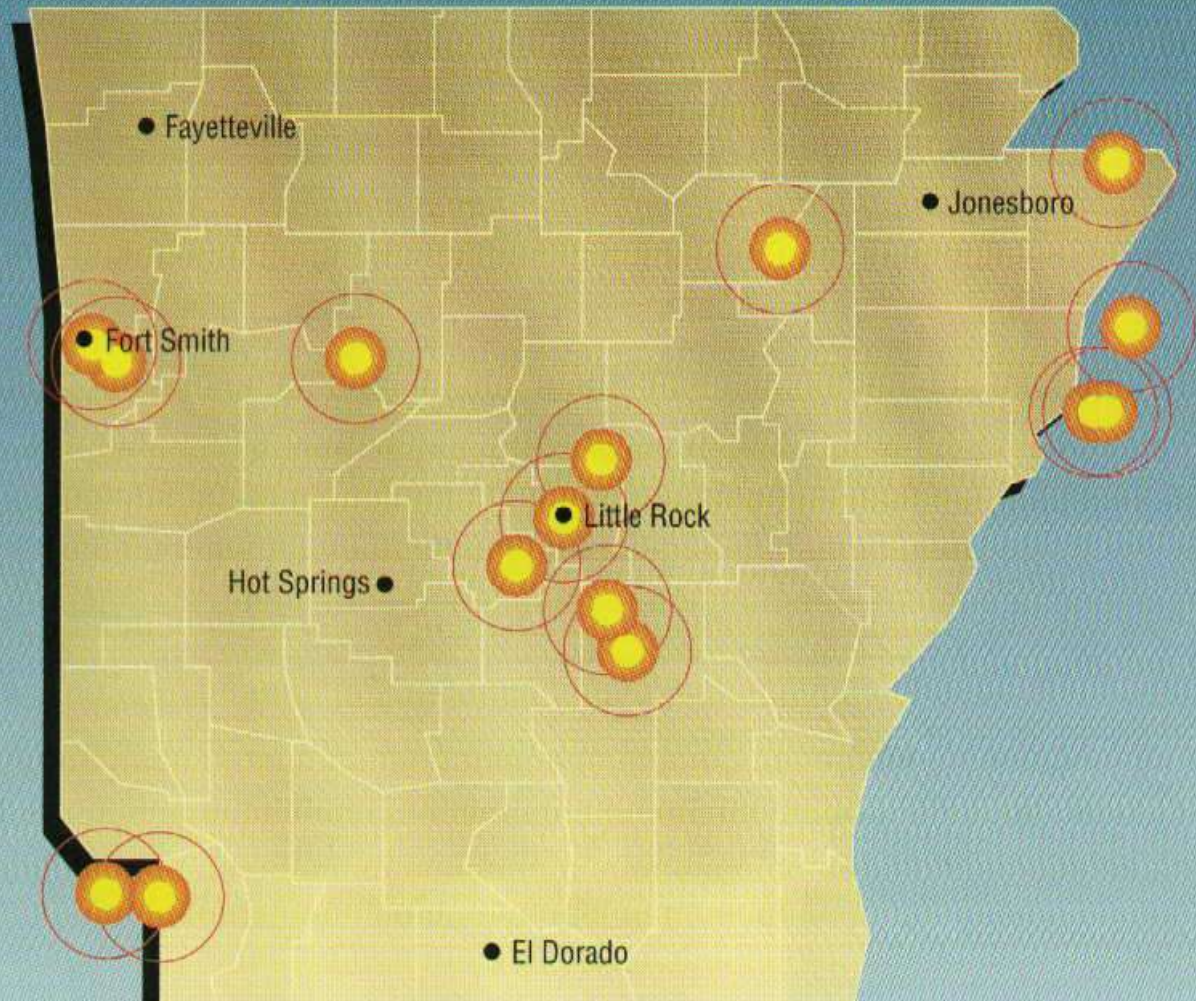 Fayetteville
Jonesboro
Fort Smith
Little Rock
Hot Springs
El Dorado